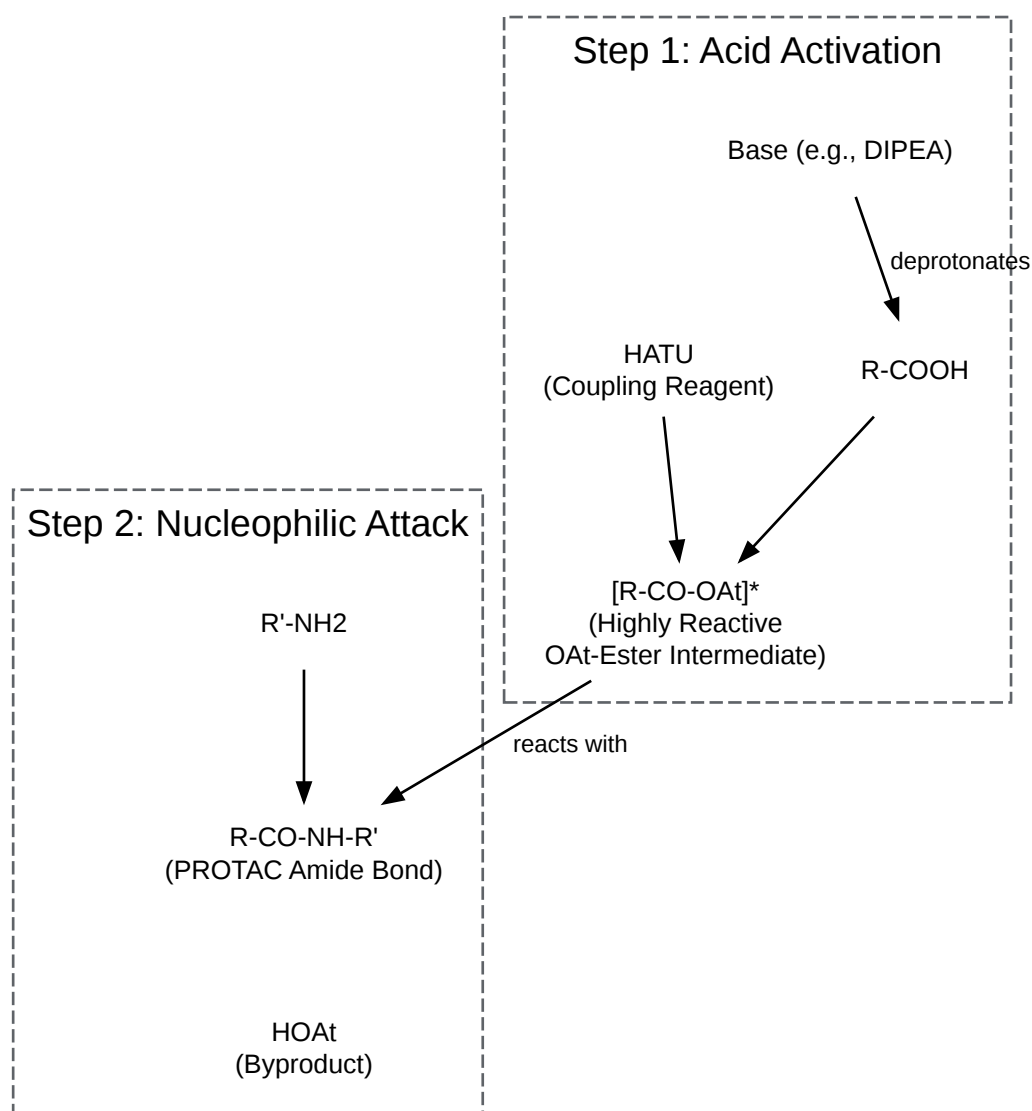 Step 1: Acid Activation
Base (e.g., DIPEA)
deprotonates
HATU
(Coupling Reagent)
R-COOH
[R-CO-OAt]*
(Highly Reactive
OAt-Ester Intermediate)
reacts with
Step 2: Nucleophilic Attack
R'-NH2
R-CO-NH-R'
(PROTAC Amide Bond)
HOAt
(Byproduct)